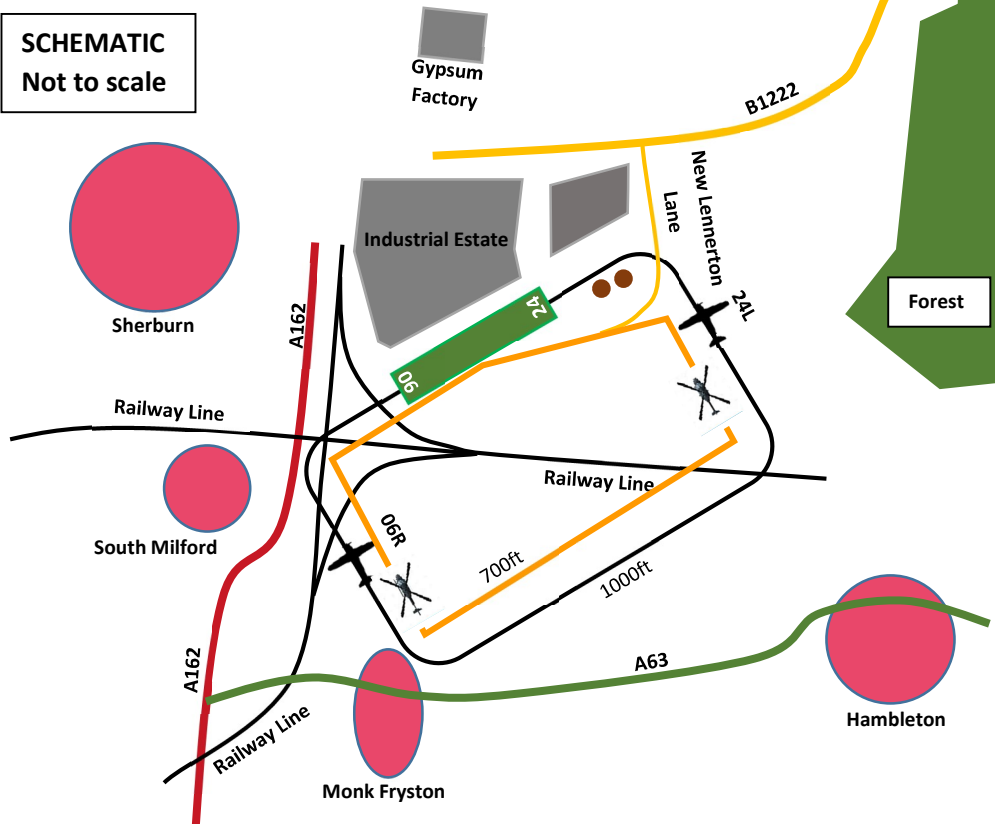 SCHEMATIC
Not to scale
Gypsum
Factory
B1222
New Lennerton
Lane
Industrial Estate
Sherburn
A162
24
06
24L
Forest
Railway Line
Railway Line
South Milford
06R
700ft
1000ft
A162
A63
Railway Line
Hambleton
Monk Fryston